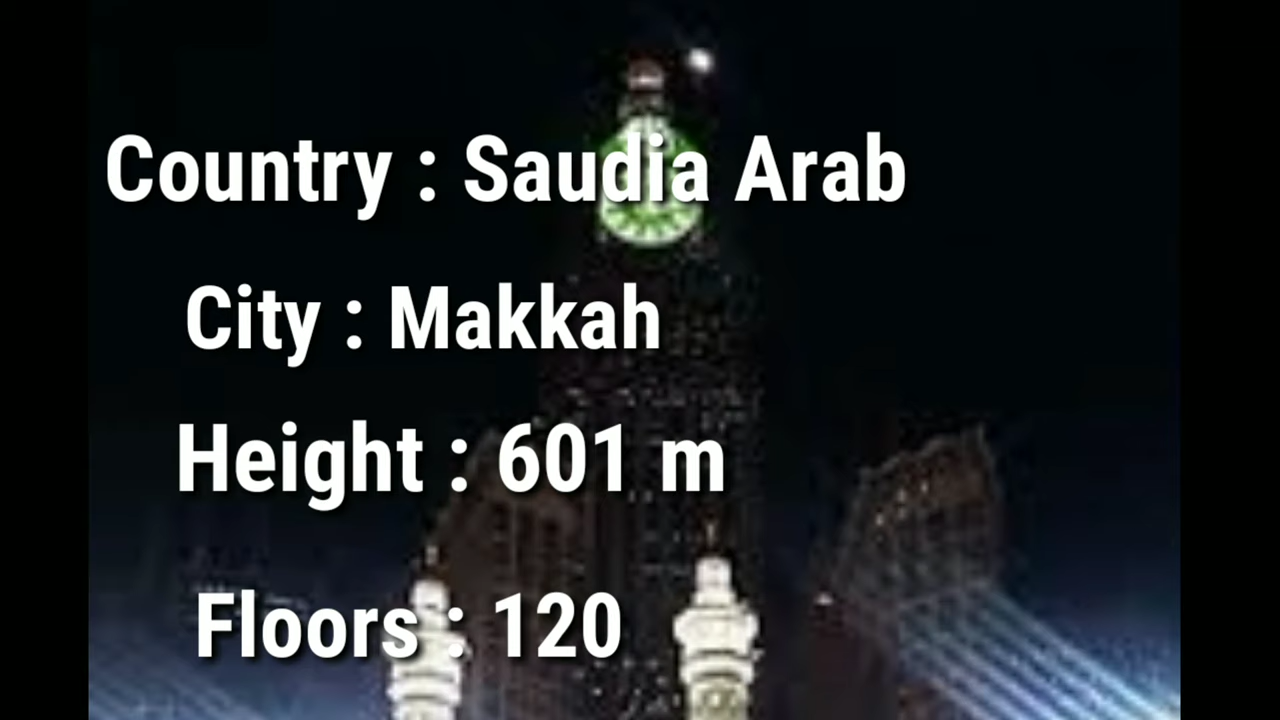 Country : Saudia Arab
City : Makkah
Height : 601 m
Floors : 120